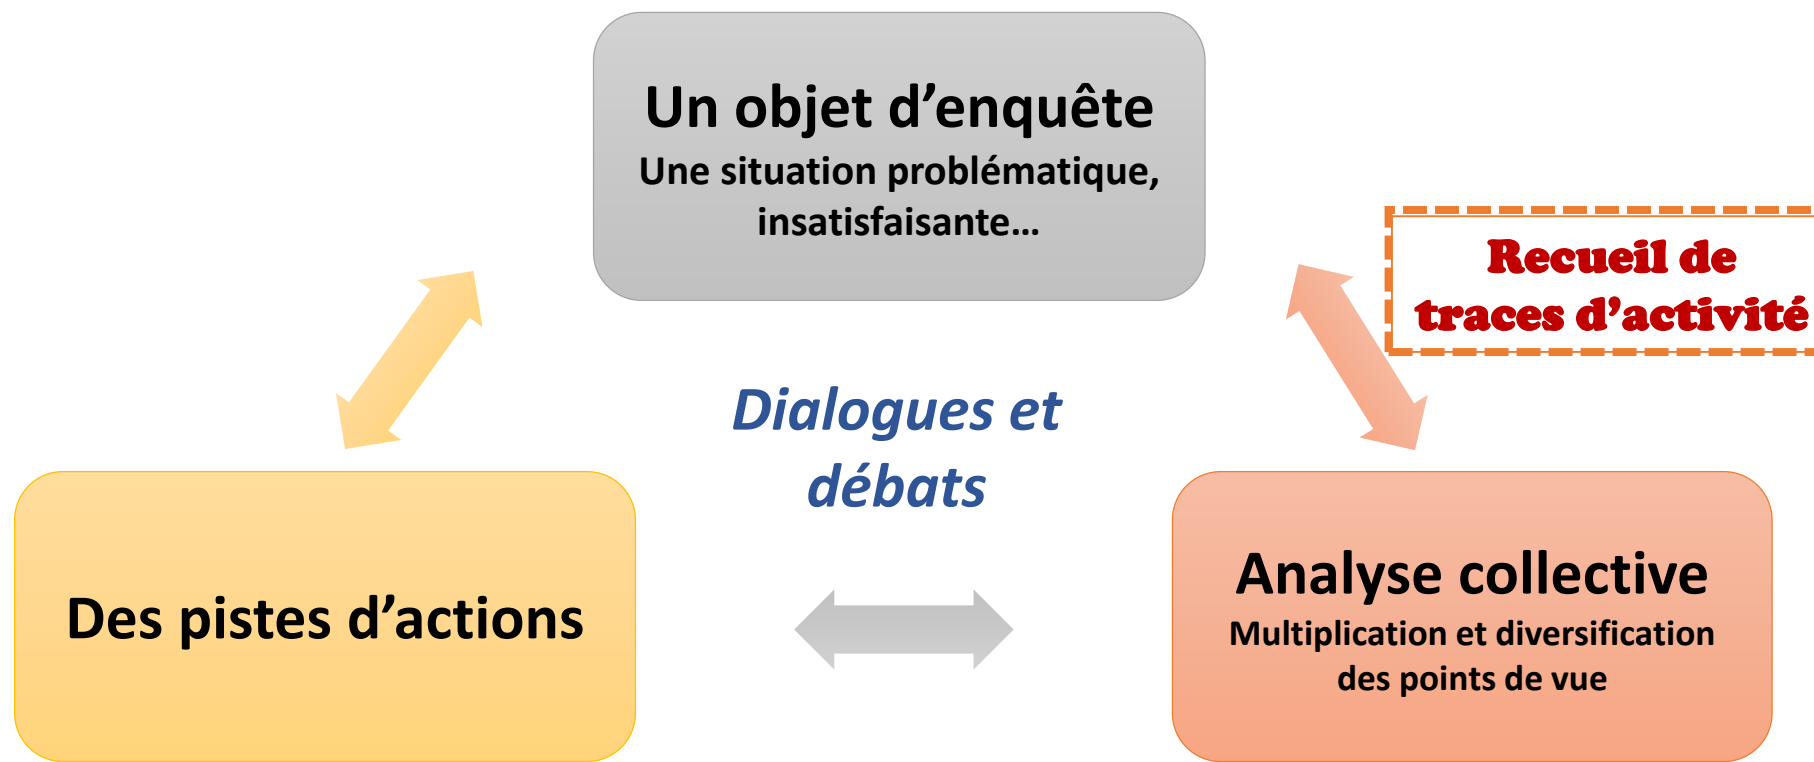 Un objet d’enquête
Une situation problématique,
insatisfaisante…
Recueil de
traces d’activité
Dialogues et
débats
Des pistes d’actions
Analyse collective
Multiplication et diversification
des points de vue